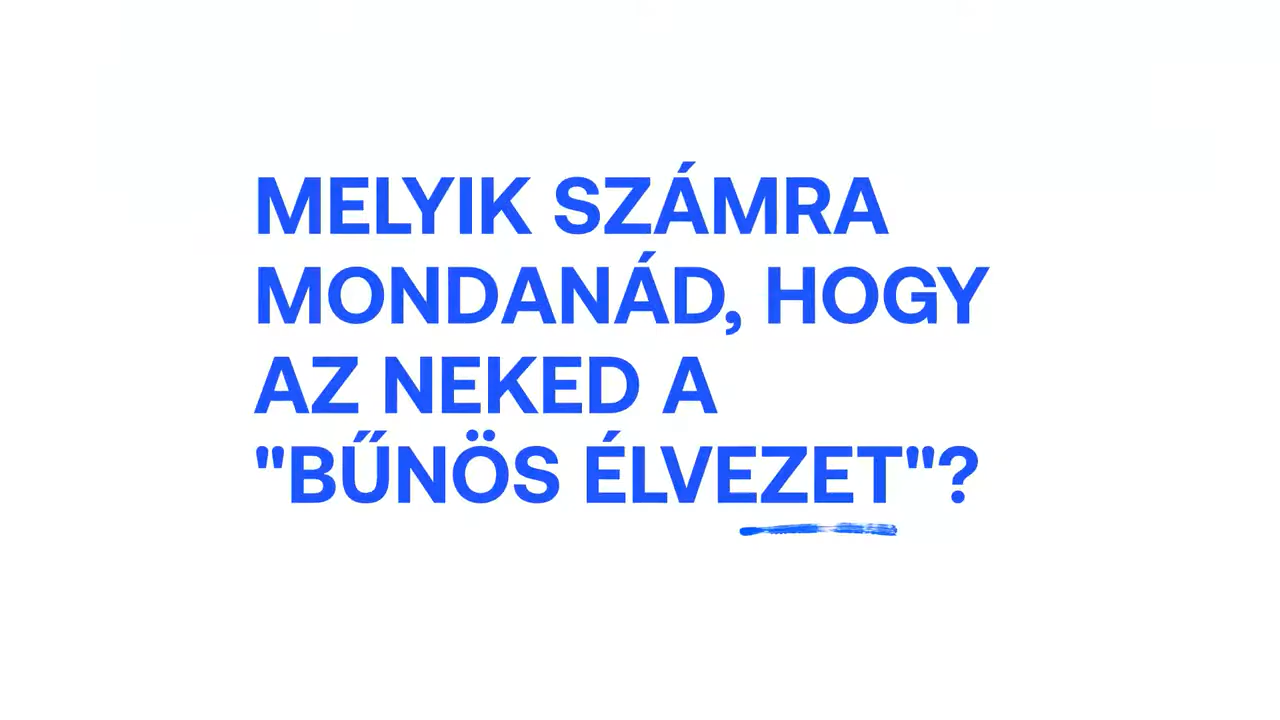 MELYIK SZÁMRA
MONDANÁD, HOGY
AZ NEKED A
"BŰNÖS ÉLVEZET"?